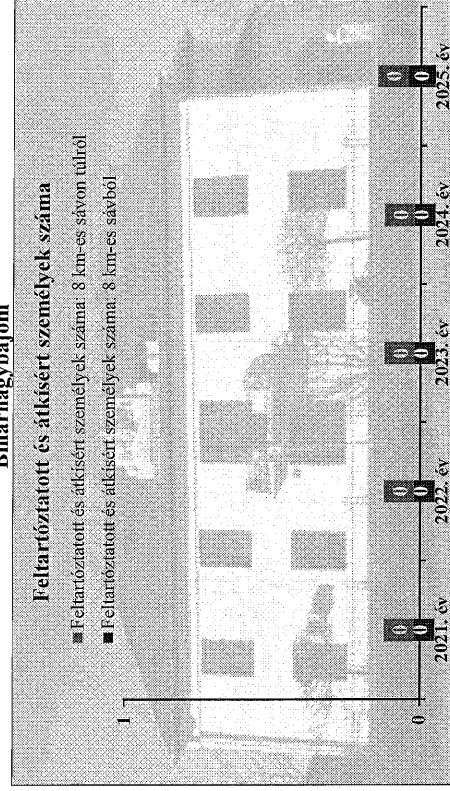 Biharnagybajom
Feltartóztatott és átkísért személyek száma
Feltartóztatott és átkísért személyek száma: 8 km-es sávon túlról
Feltartóztatott és átkísért személyek száma: 8 km-es sávból
1
0
0 0 0 0 0
0 0 0 0 0
2021. év 2022. év 2023. év 2024. év 2025. év